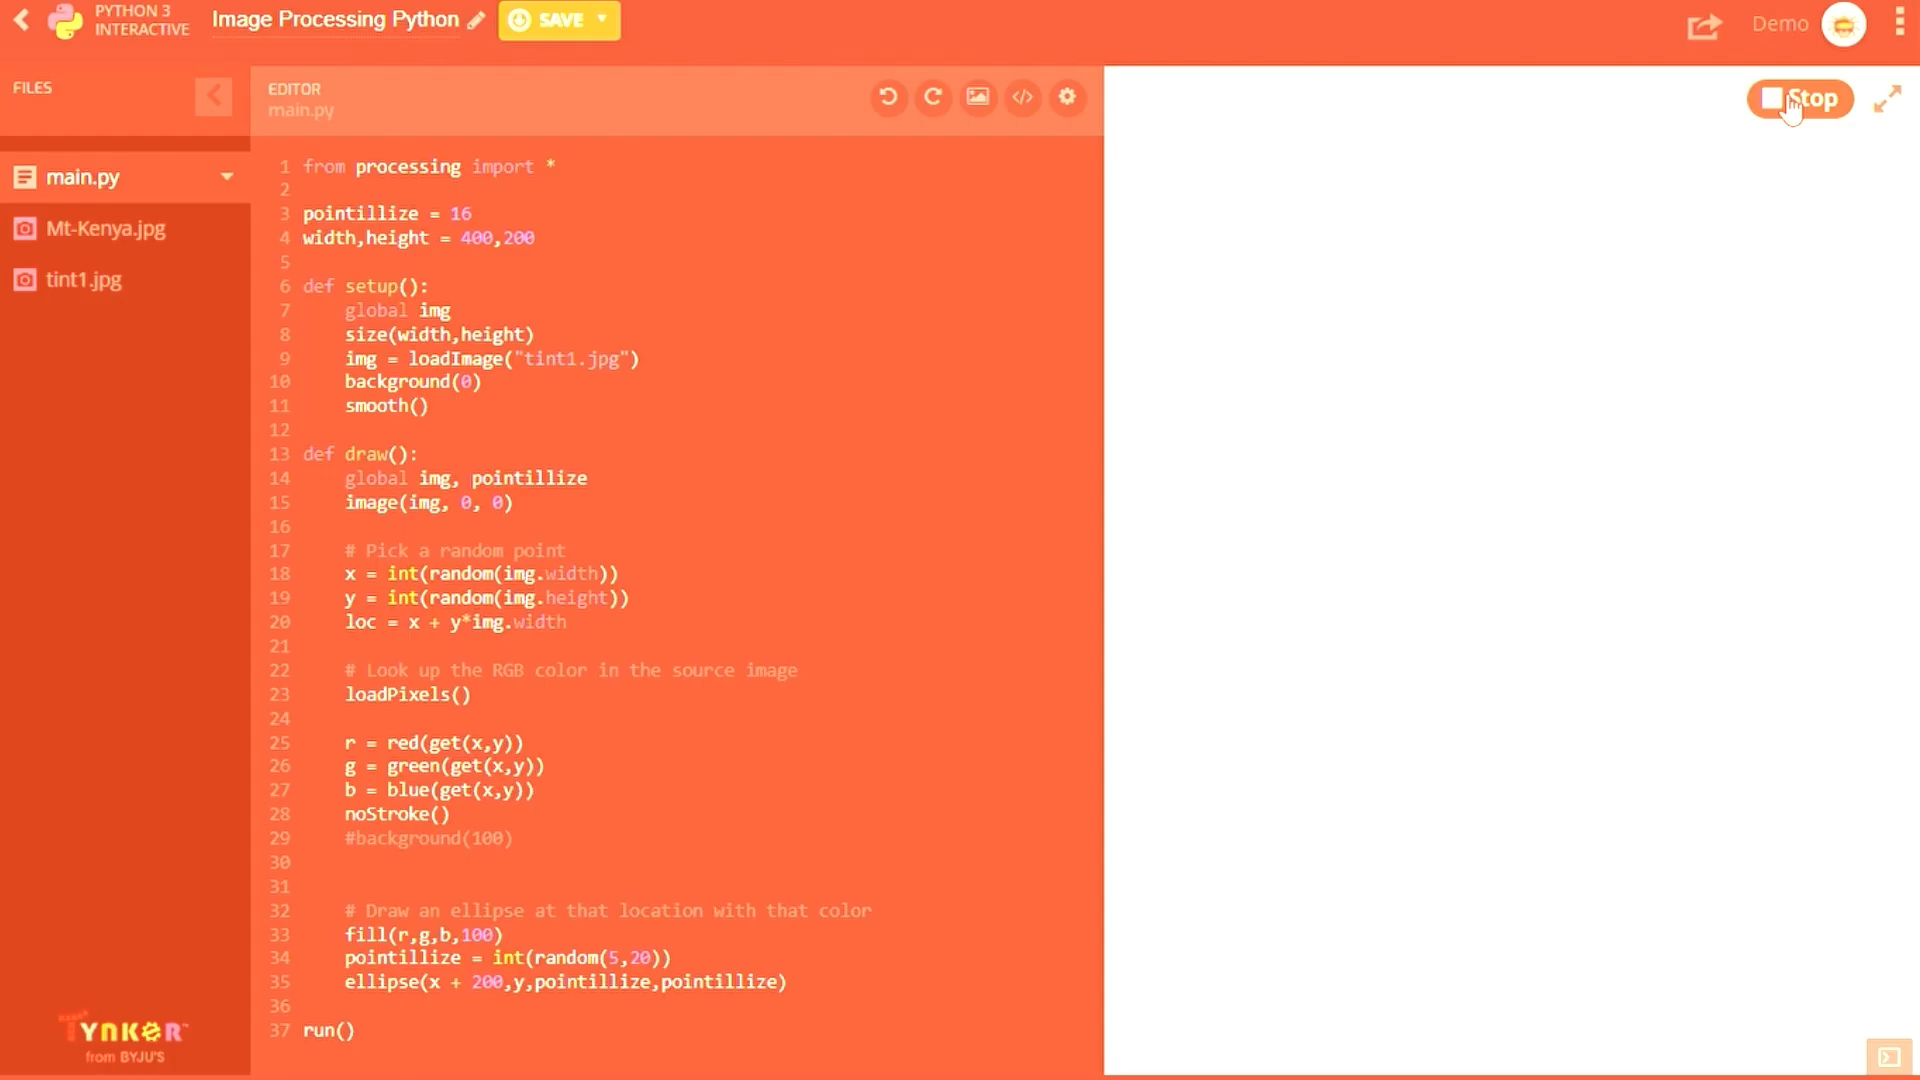 PYTHON 3
INTERACTIVE
Image Processing Python
SAVE
Demo
FILES
EDITOR
main.py
Stop
main.py
Mt-Kenya.jpg
tint1.jpg
1 from processing import *
2
3 pointillize = 16
4 width,height = 400,200
5
6 def setup():
7     global img
8     size(width,height)
9     img = loadImage("tint1.jpg")
10     background(0)
11     smooth()
12
13 def draw():
14     global img, pointillize
15     image(img, 0, 0)
16
17     # Pick a random point
18     x = int(random(img.width))
19     y = int(random(img.height))
20     loc = x + y*img.width
21
22     # Look up the RGB color in the source image
23     loadPixels()
24
25     r = red(get(x,y))
26     g = green(get(x,y))
27     b = blue(get(x,y))
28     noStroke()
29     #background(100)
30
31
32     # Draw an ellipse at that location with that color
33     fill(r,g,b,100)
34     pointillize = int(random(5,20))
35     ellipse(x + 200,y,pointillize,pointillize)
36
37 run()
TYNKER
from BYJU'S